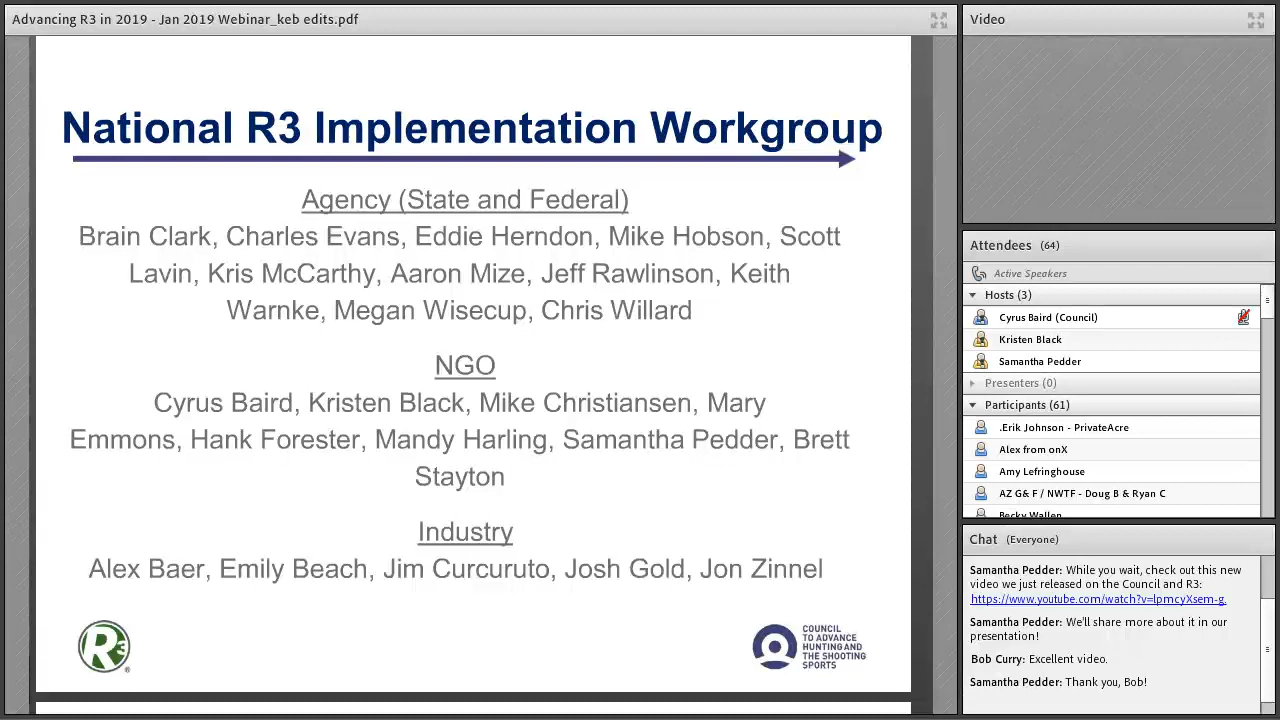 Advancing R3 in 2019 - Jan 2019 Webinar_keb edits.pdf
National R3 Implementation Workgroup
Agency (State and Federal)
Brain Clark, Charles Evans, Eddie Herndon, Mike Hobson, Scott
Lavin, Kris McCarthy, Aaron Mize, Jeff Rawlinson, Keith
Warnke, Megan Wisecup, Chris Willard
NGO
Cyrus Baird, Kristen Black, Mike Christiansen, Mary
Emmons, Hank Forester, Mandy Harling, Samantha Pedder, Brett
Stayton
Industry
Alex Baer, Emily Beach, Jim Curcuruto, Josh Gold, Jon Zinnel
R3
COUNCIL
TO ADVANCE
HUNTING AND
THE SHOOTING
SPORTS
Video
Attendees (64)
Active Speakers
Hosts (3)
Cyrus Baird (Council)
Kristen Black
Samantha Pedder
Presenters (0)
Participants (61)
.Erik Johnson - PrivateAcre
Alex from onX
Amy Lefringhouse
AZ G& F / NWTF - Doug B & Ryan C
Becky Wallen
Chat (Everyone)
Samantha Pedder: While you wait, check out this new
video we just released on the Council and R3:
https://www.youtube.com/watch?v=lpmcyXsem-g.
Samantha Pedder: We'll share more about it in our
presentation!
Bob Curry: Excellent video.
Samantha Pedder: Thank you, Bob!